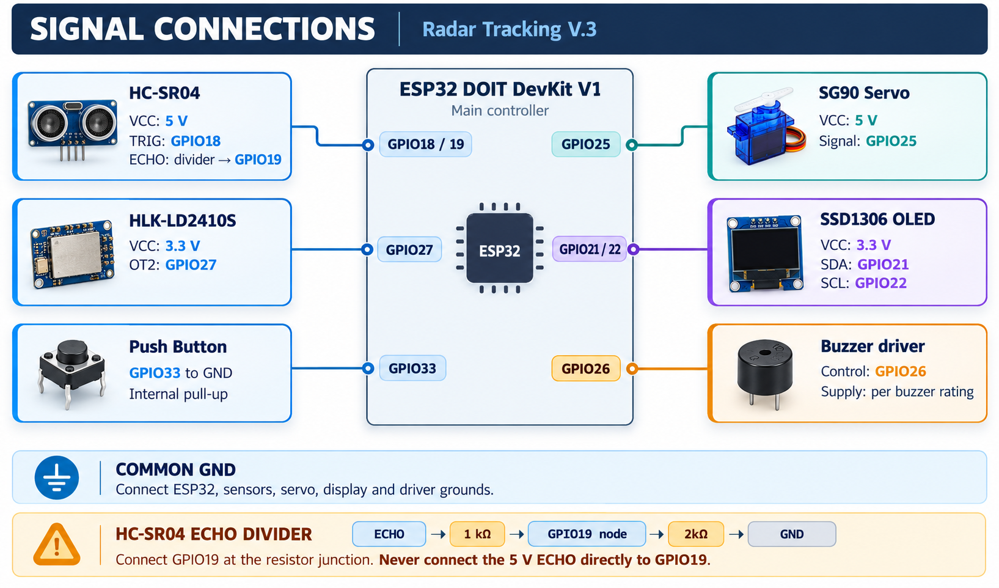 SIGNAL CONNECTIONS
Radar Tracking V.3
HC-SR04
VCC: 5 V
TRIG: GPIO18
ECHO: divider → GPIO19
HLK-LD2410S
VCC: 3.3 V
OT2: GPIO27
Push Button
GPIO33 to GND
Internal pull-up
ESP32 DOIT DevKit V1
Main controller
GPIO18 / 19
GPIO25
GPIO27
ESP32
GPIO21 / 22
GPIO33
GPIO26
SG90 Servo
VCC: 5 V
Signal: GPIO25
SSD1306 OLED
VCC: 3.3 V
SDA: GPIO21
SCL: GPIO22
Buzzer driver
Control: GPIO26
Supply: per buzzer rating
COMMON GND
Connect ESP32, sensors, servo, display and driver grounds.
HC-SR04 ECHO DIVIDER
ECHO → 1 kΩ → GPIO19 node → 2kΩ → GND
Connect GPIO19 at the resistor junction. Never connect the 5 V ECHO directly to GPIO19.